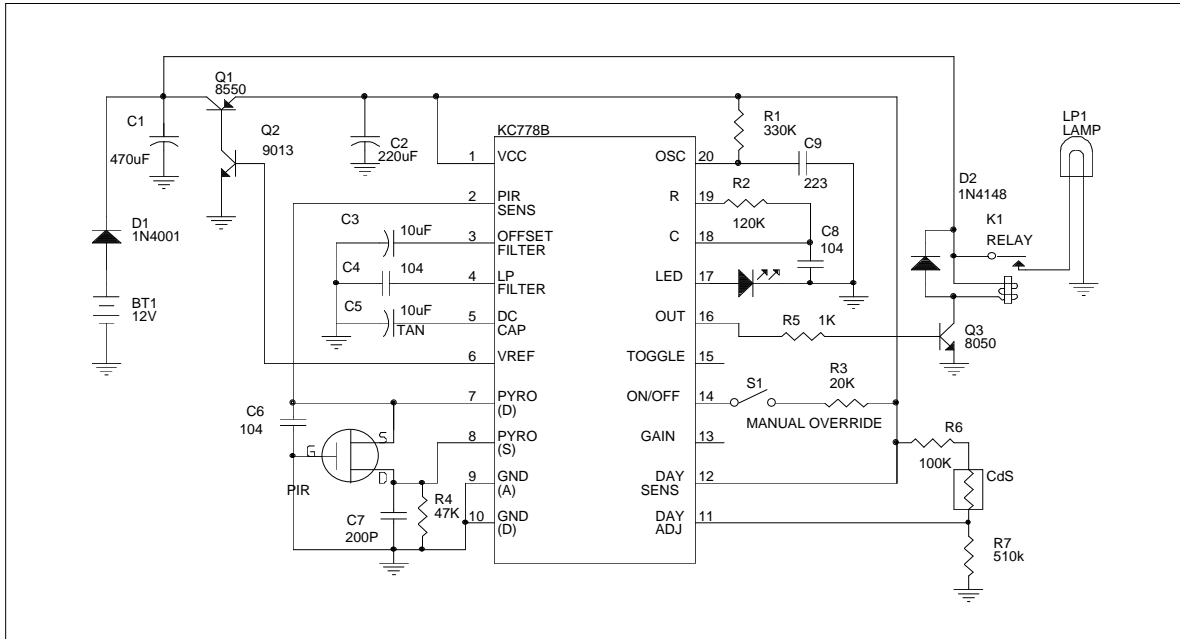 Q1
8550
C1
470uF
Q2
9013
C2
220uF
KC778B
R1
330K
LP1
LAMP
1
VCC
OSC
20
C9
223
D2
1N4148
2
PIR
SENS
R
19
R2
120K
K1
RELAY
D1
1N4001
C3
10uF
3
OFFSET
FILTER
C
18
C8
104
C4
104
4
LP
FILTER
LED
17
BT1
12V
C5
10uF
TAN
5
DC
CAP
OUT
16
R5
1K
Q3
8050
6
VREF
TOGGLE
15
S1
R3
20K
7
PYRO
(D)
ON/OFF
14
MANUAL OVERRIDE
C6
104
G
S
D
PIR
8
PYRO
(S)
GAIN
13
R6
100K
9
GND
(A)
DAY
SENS
12
CdS
R4
47K
C7
200P
10
GND
(D)
DAY
ADJ
11
R7
510k